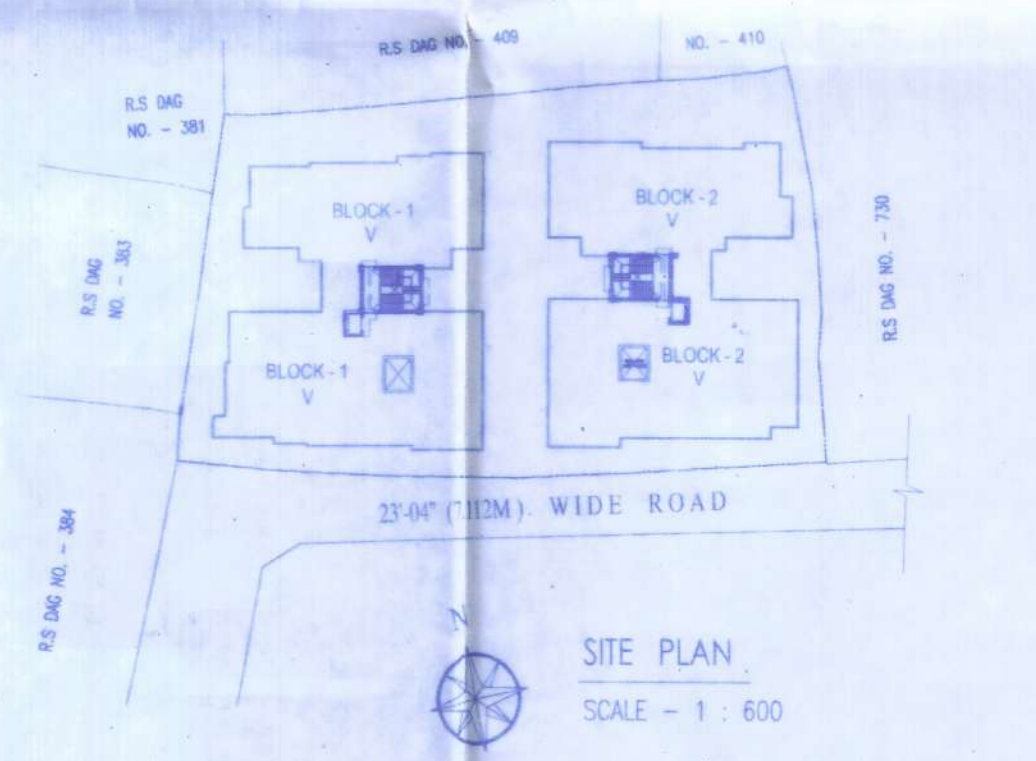 R.S DAG NO. - 409
NO. - 410
R.S DAG
NO. - 381
BLOCK - 1
V
BLOCK - 2
V
R.S DAG
NO. - 383
R.S DAG NO. - 730
BLOCK - 1
V
BLOCK - 2
V
23'-04" (7.112M). WIDE ROAD
R.S DAG NO. - 384
N
SITE PLAN
SCALE - 1 : 600